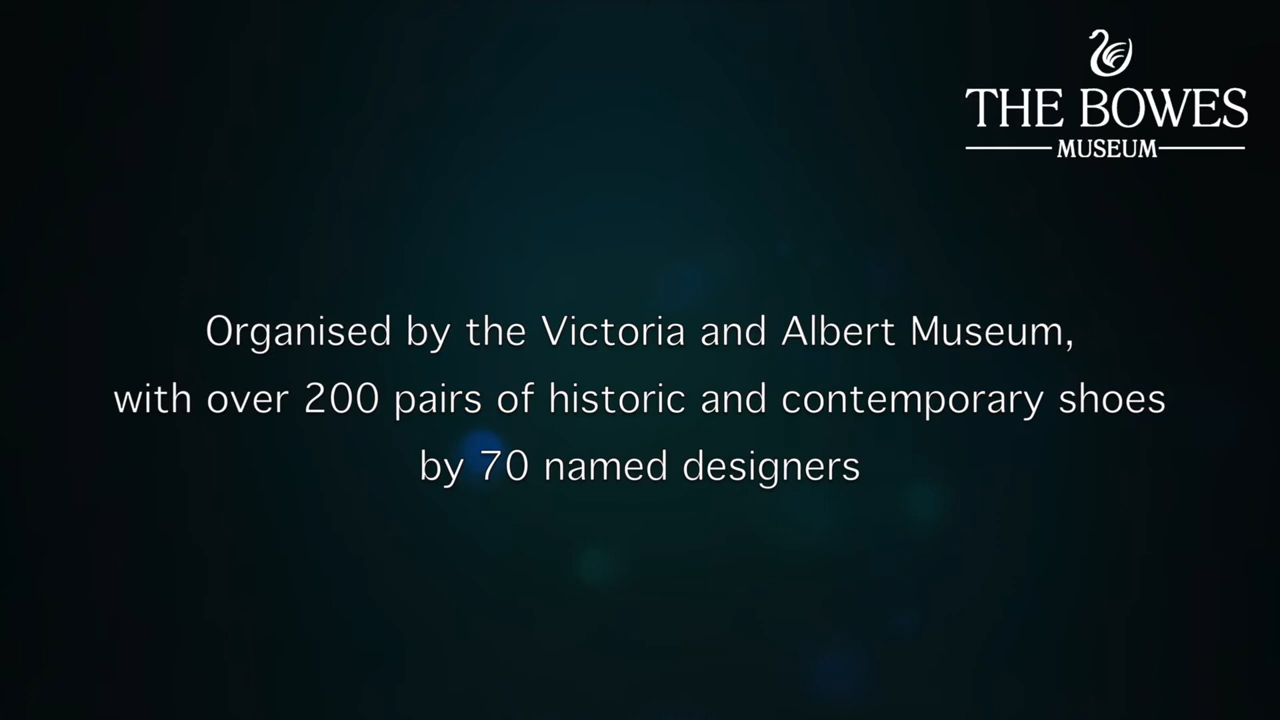 THE BOWES
MUSEUM
Organised by the Victoria and Albert Museum,
with over 200 pairs of historic and contemporary shoes
by 70 named designers